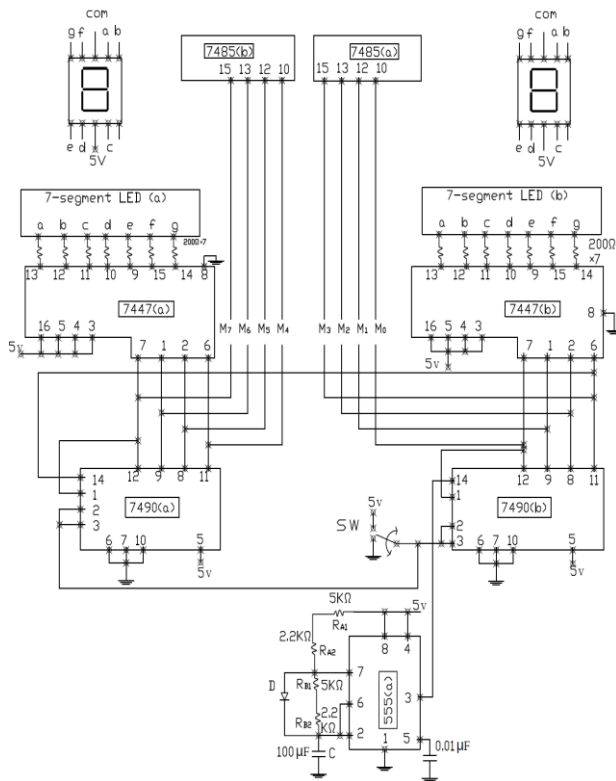 com
g f a b
e d c
5V
7485(b)
15 13 12 10
7485(a)
15 13 12 10
com
g f a b
e d c
5V
7-segment LED (a)
a b c d e f g
200Ω×7
13 12 11 10 9 15 14 8
7447(a)
16 5 4 3
5v
7 1 2 6
M7 M6 M5 M4
M3 M2 M1 M0
7-segment LED (b)
a b c d e f g
200Ω
×7
13 12 11 10 9 15 14
7447(b)
8
16 5 4 3
5v
7 1 2 6
12 9 8 11
14
1
2
3
7490(a)
6 7 10 5
5v
12 9 8 11
14
1
2
3
7490(b)
6 7 10 5
5v
5v
SW
5KΩ
RA1
5v
2.2KΩ
RA2
8 4
7
D
RB1
5KΩ
6
555(a)
3
2.2
KΩ
RB2
2
1
5
100μF
C
0.01μF